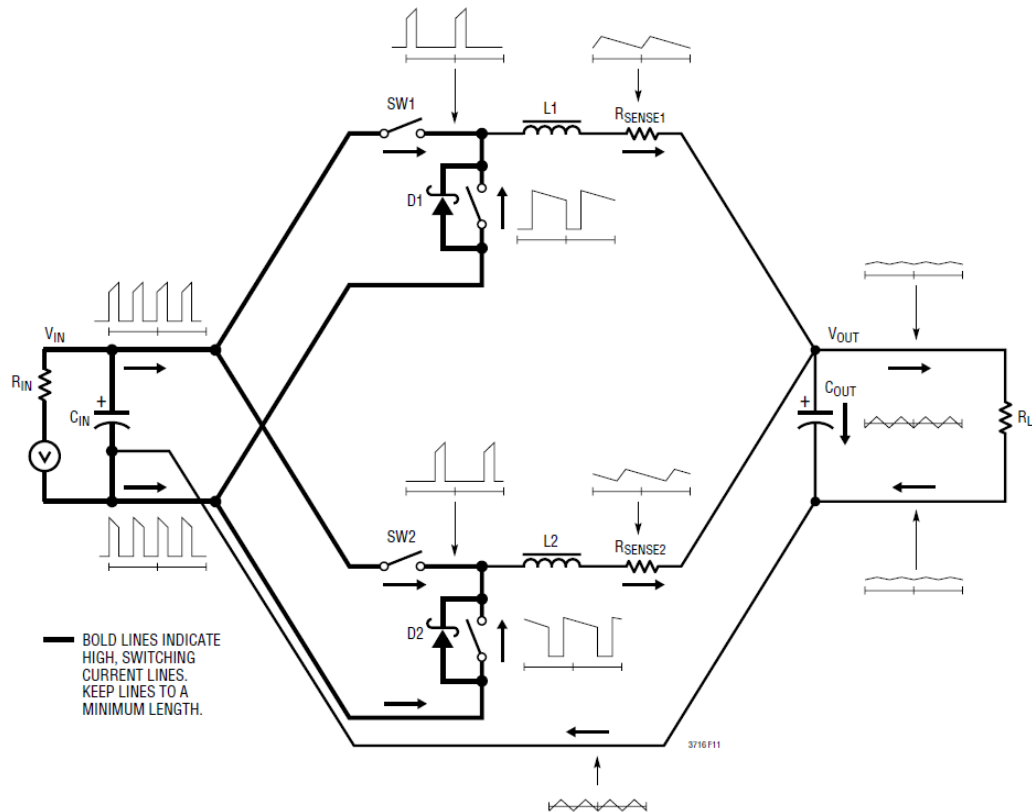 SW1
L1
RSENSE1
D1
VIN
RIN
+
CIN
V
VOUT
COUT
+
RL
SW2
L2
RSENSE2
D2
BOLD LINES INDICATE
HIGH, SWITCHING
CURRENT LINES.
KEEP LINES TO A
MINIMUM LENGTH.
3716 F11